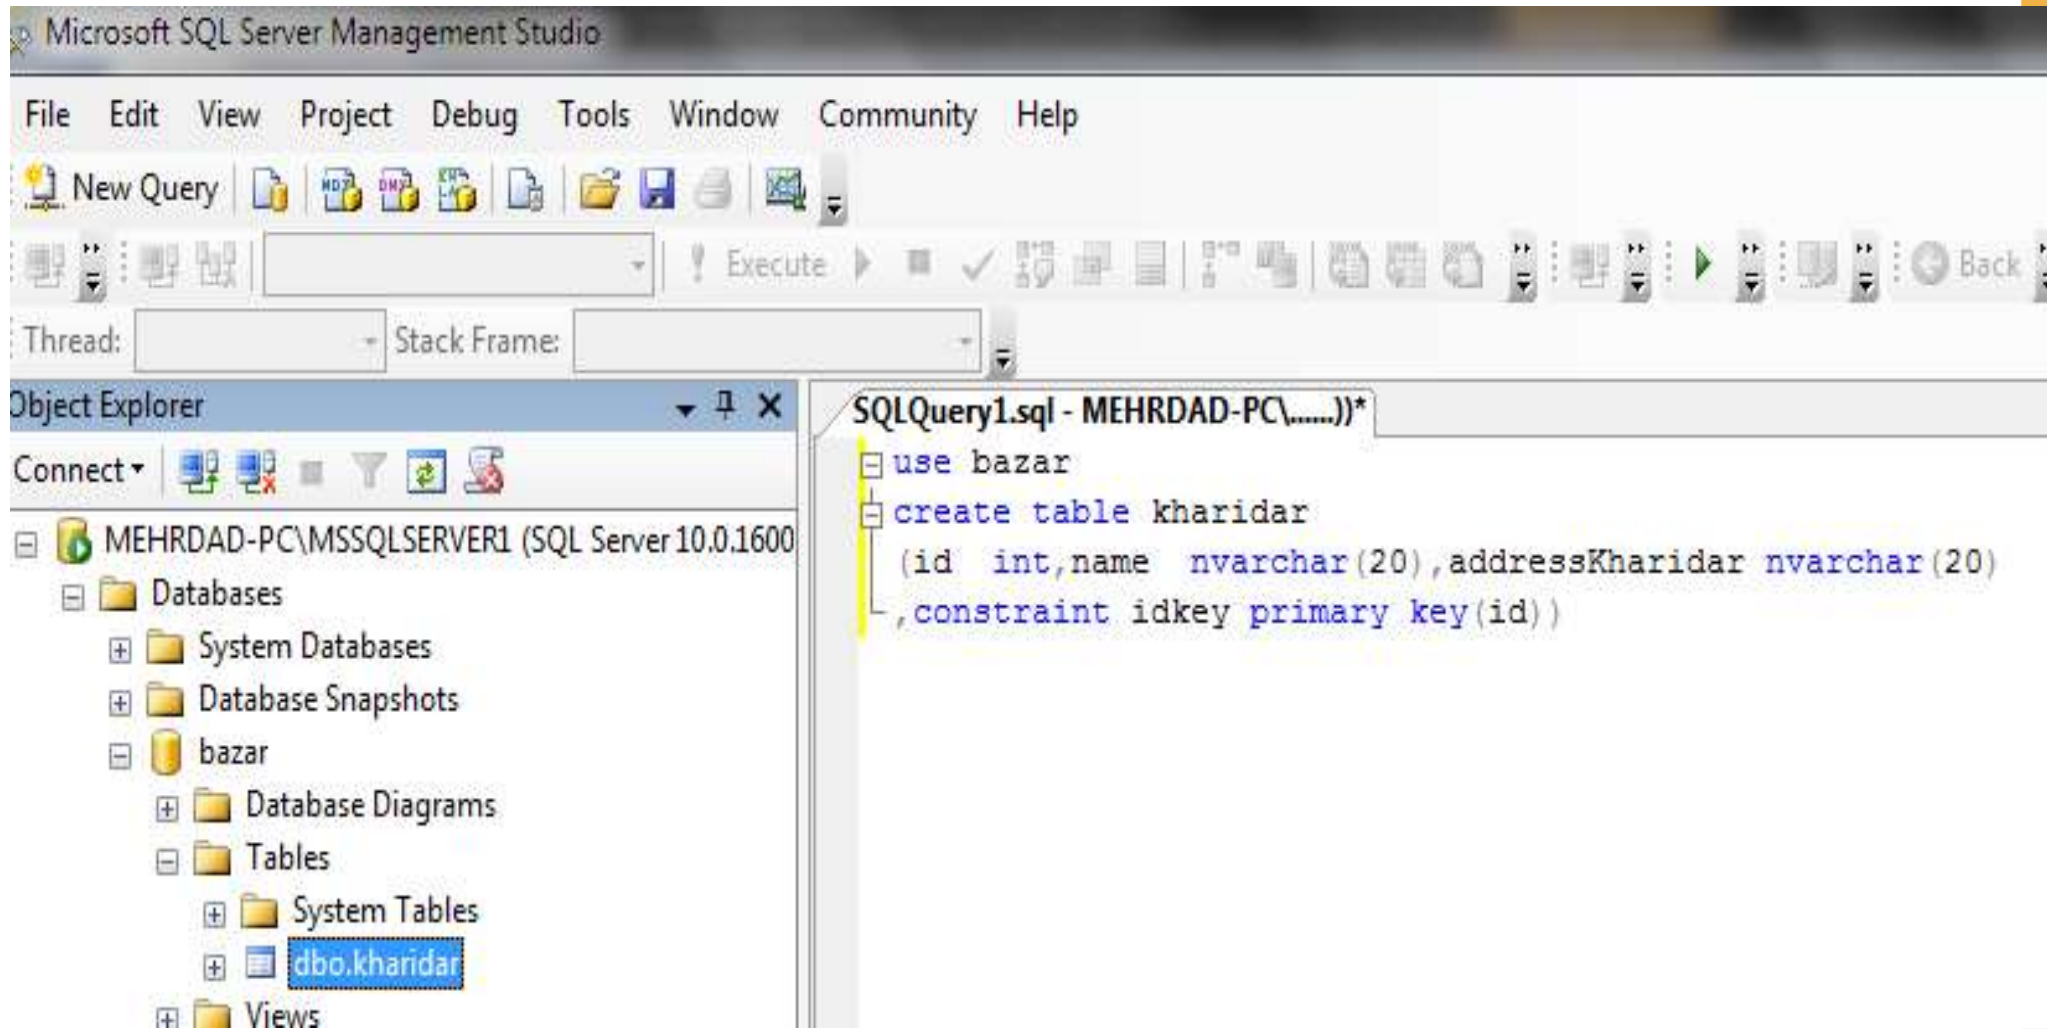 Microsoft SQL Server Management Studio
File Edit View Project Debug Tools Window Community Help
New Query
Execute Back
Thread: Stack Frame:
Object Explorer
Connect
MEHRDAD-PC\MSSQLSERVER1 (SQL Server 10.0.1600
Databases
System Databases
Database Snapshots
bazar
Database Diagrams
Tables
System Tables
dbo.kharidar
Views
SQLQuery1.sql - MEHRDAD-PC\......))*
use bazar
create table kharidar
(id int,name nvarchar(20),addressKharidar nvarchar(20)
,constraint idkey primary key(id))